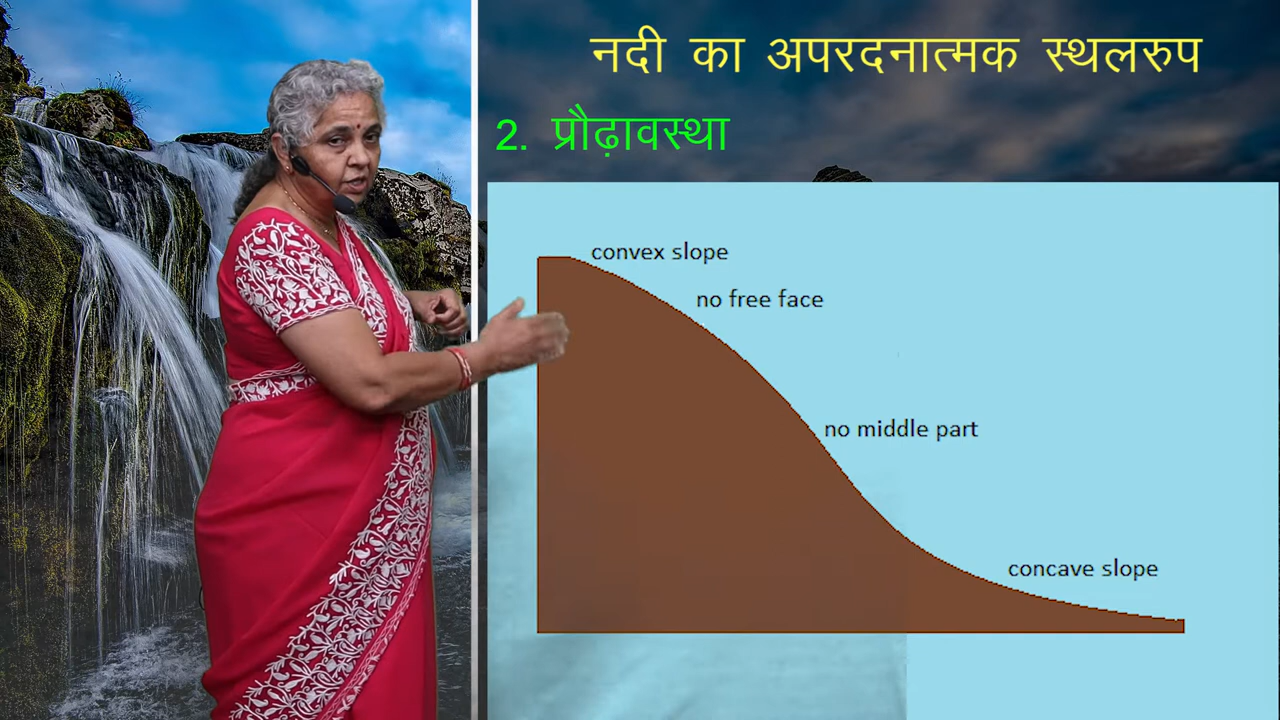 नदी का अपरदनात्मक स्थलरुप
2. प्रौढ़ावस्था
convex slope
no free face
no middle part
concave slope